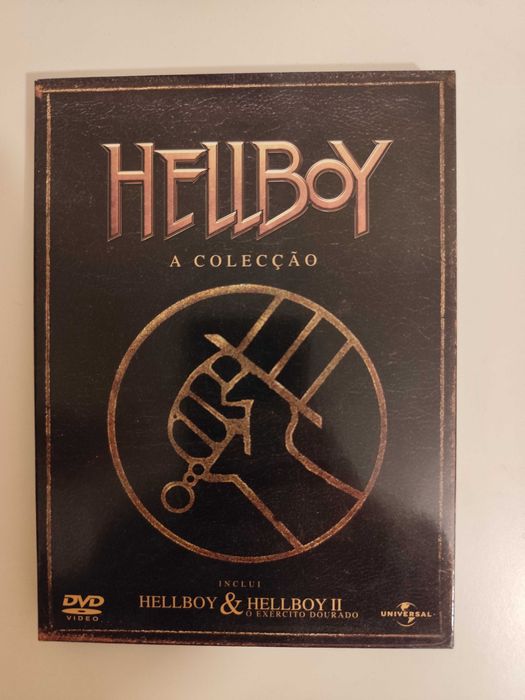 HELLBOY
A COLECÇÃO
INCLUI
HELLBOY & HELLBOY II
O EXÉRCITO DOURADO
DVD
VIDEO
UNIVERSAL